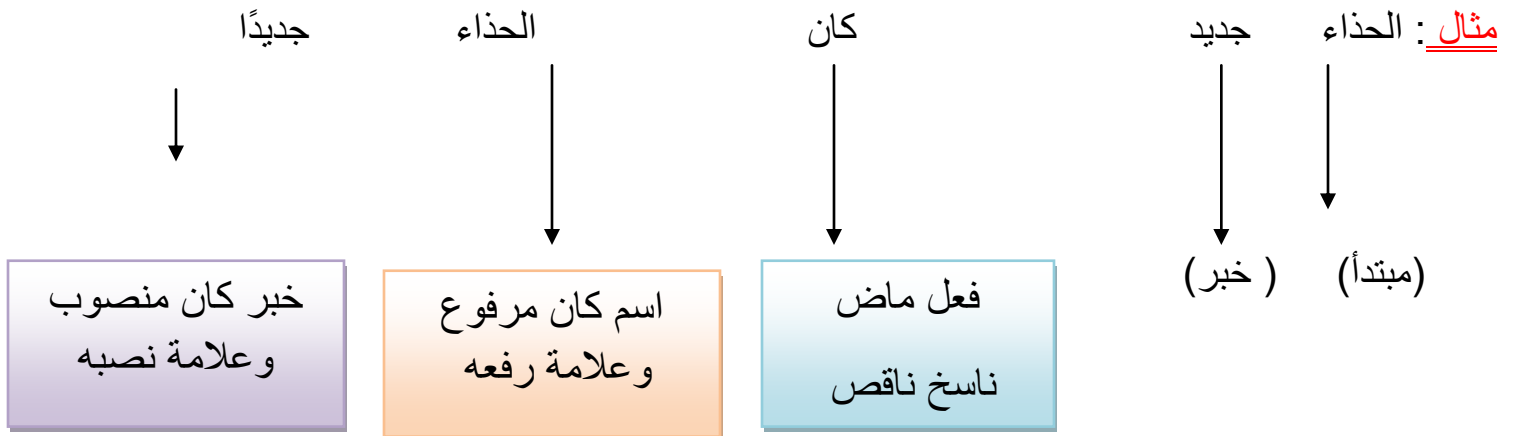 مثال : الحذاء جديد كان الحذاء جديدًا
(مبتدأ) ( خبر)
فعل ماض
ناسخ ناقص
اسم كان مرفوع
وعلامة رفعه
خبر كان منصوب
وعلامة نصبه